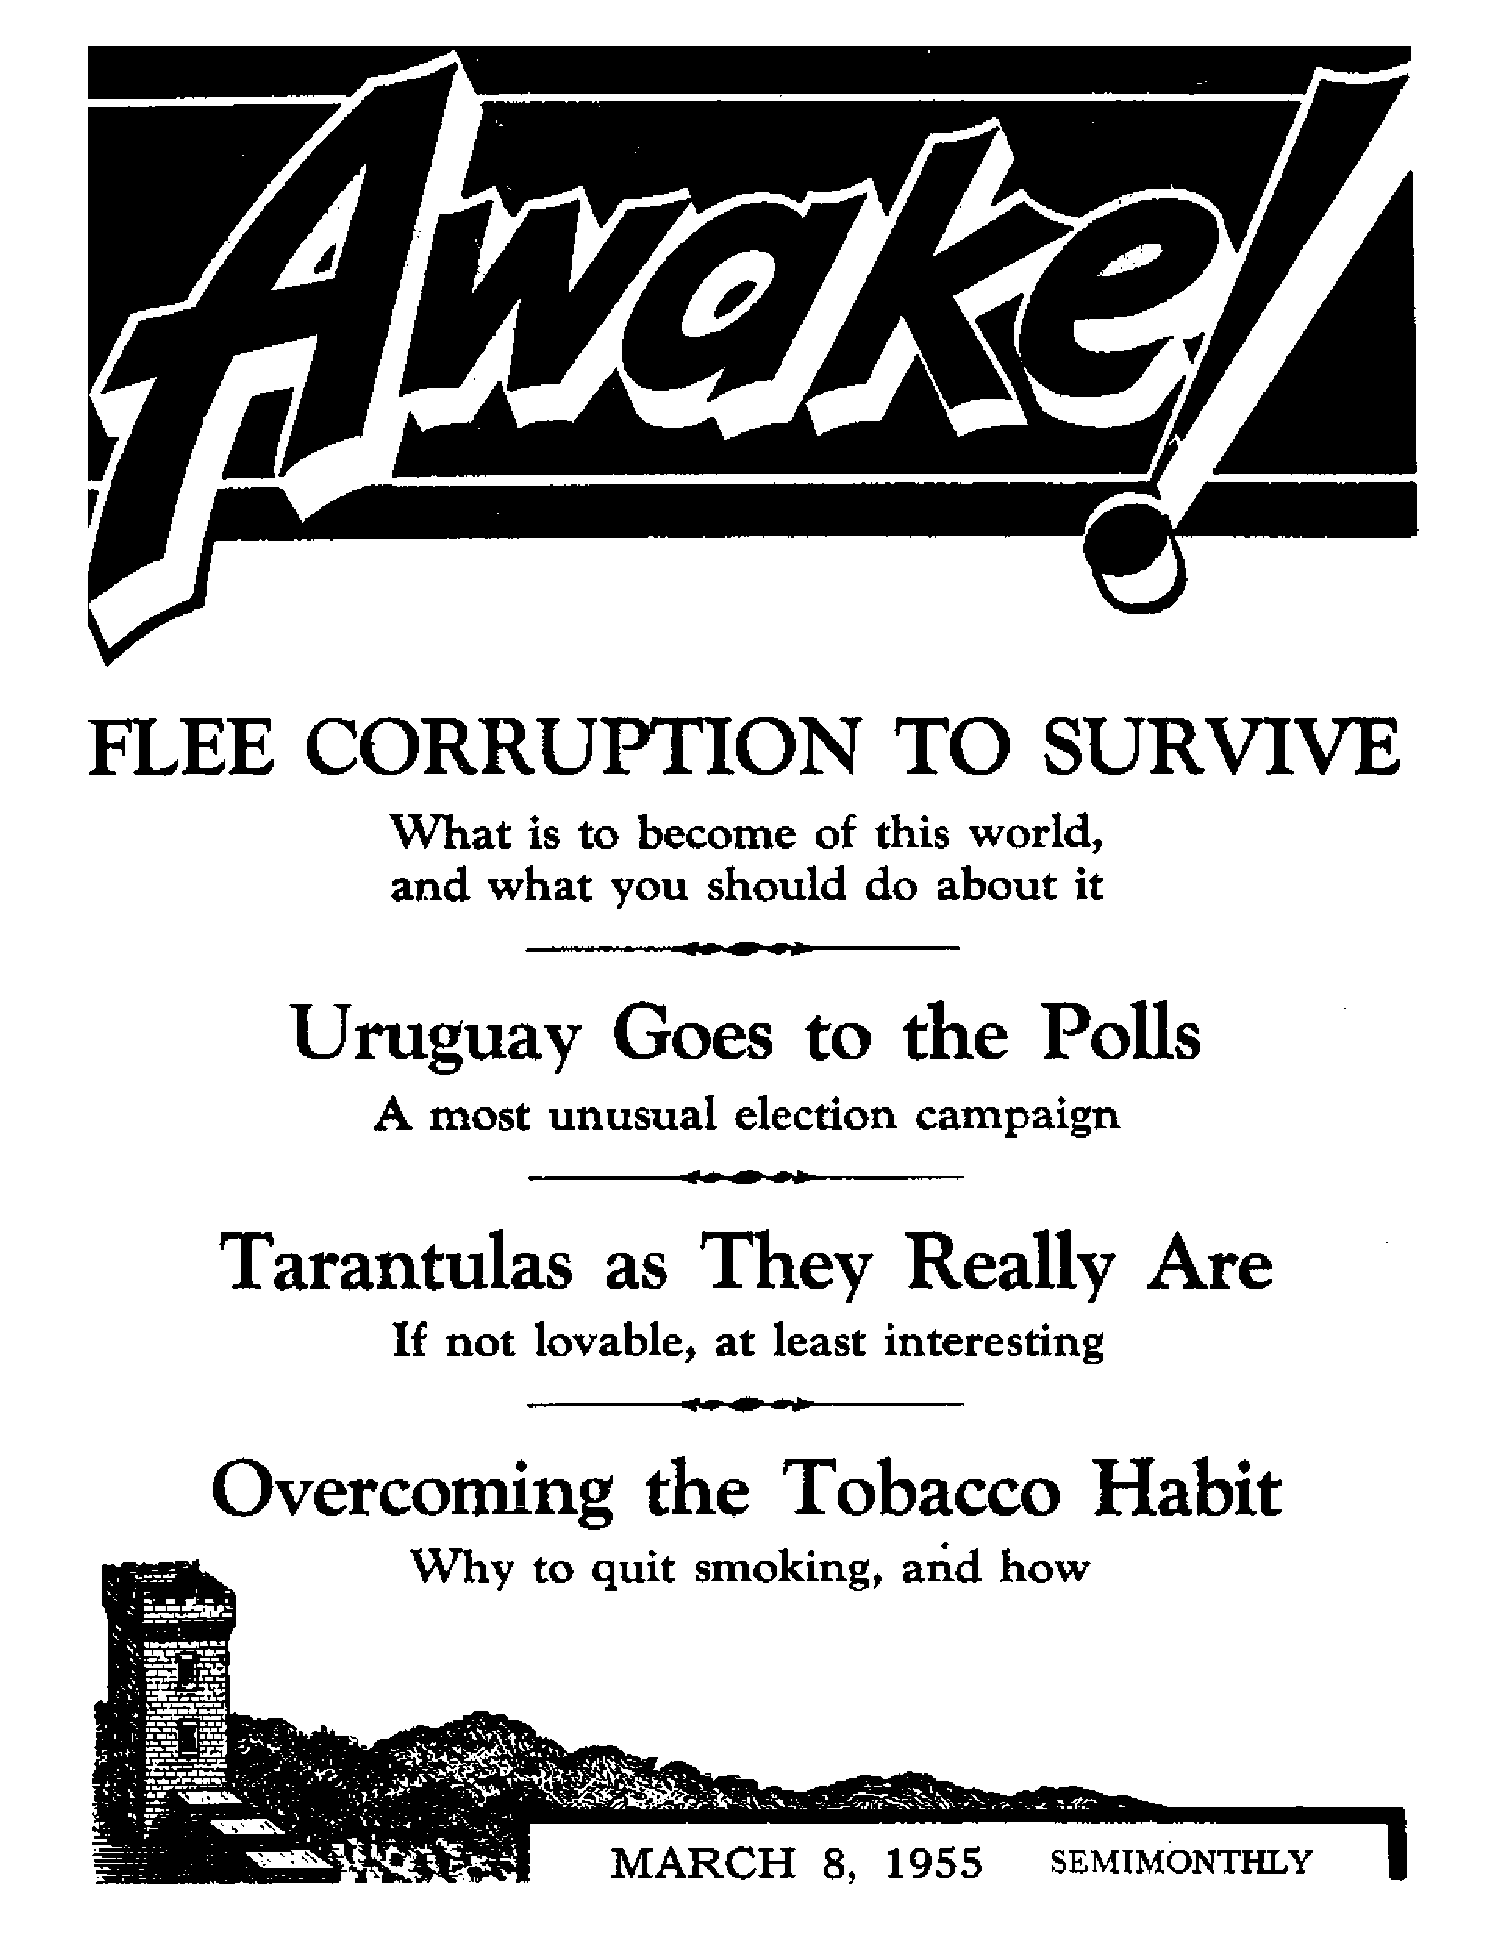 Awake!
FLEE CORRUPTION TO SURVIVE
What is to become of this world,
and what you should do about it
Uruguay Goes to the Polls
A most unusual election campaign
Tarantulas as They Really Are
If not lovable, at least interesting
Overcoming the Tobacco Habit
Why to quit smoking, and how
MARCH 8, 1955 SEMIMONTHLY